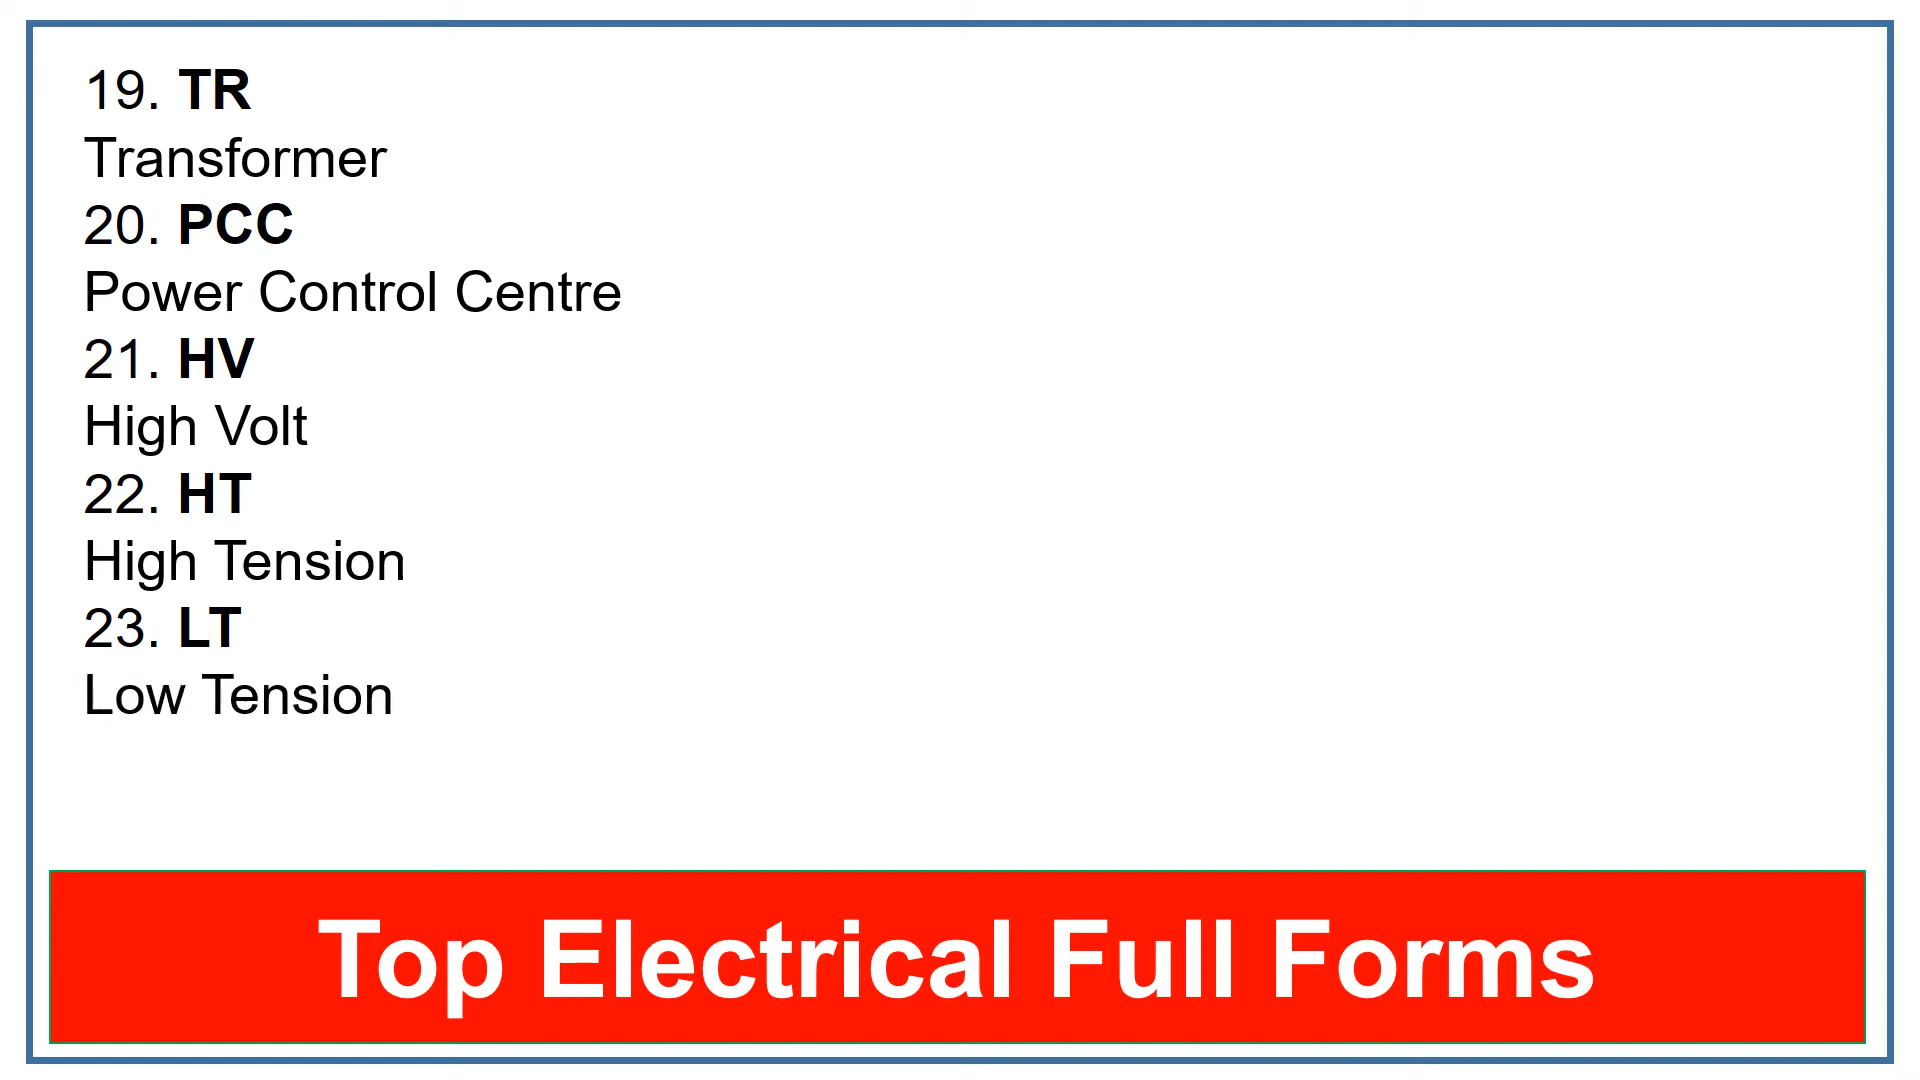 19. TR
Transformer
20. PCC
Power Control Centre
21. HV
High Volt
22. HT
High Tension
23. LT
Low Tension
Top Electrical Full Forms